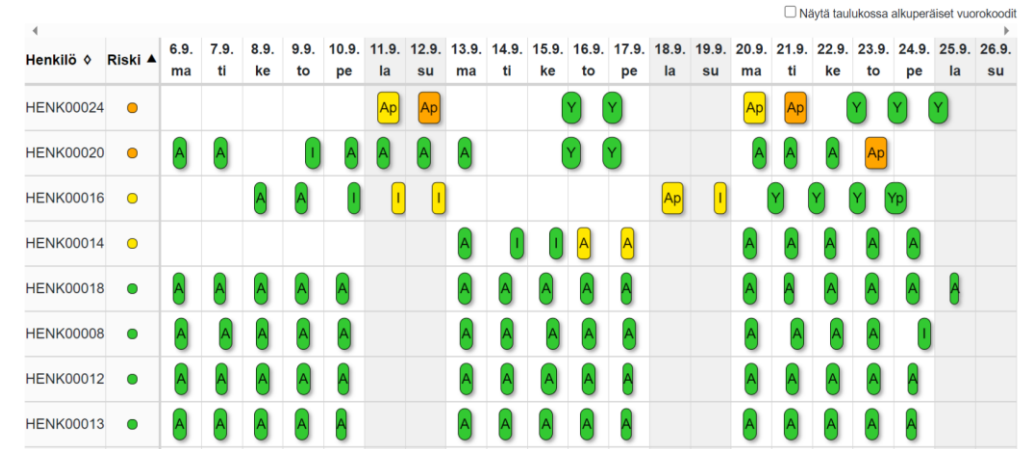 Näytä taulukossa alkuperäiset vuorokoodit
Henkilö ◊ Riski ▲ 6.9. 7.9. 8.9. 9.9. 10.9. 11.9. 12.9. 13.9. 14.9. 15.9. 16.9. 17.9. 18.9. 19.9. 20.9. 21.9. 22.9. 23.9. 24.9. 25.9. 26.9.
ma ti ke to pe la su ma ti ke to pe la su ma ti ke to pe la su
HENK00024 Ap Ap Y Y Ap Ap Y Y Y
HENK00020 A A I A A A A Y Y A A A Ap
HENK00016 A A I I I Ap I Y Y Y Yp
HENK00014 A I I A A A A A A A
HENK00018 A A A A A A A A A A A A A A A A
HENK00008 A A A A A A A A A A A A A A I
HENK00012 A A A A A A A A A A A A A A A
HENK00013 A A A A A A A A A A A A A A A